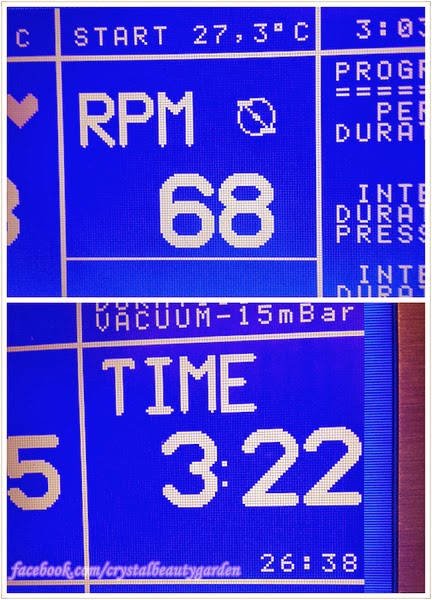 C START 27,3°C 3:03
RPM
68
PROG
=====
PER
DURAT
INTE
DURAT
PRESS
INTE
DURAT
VACUUM-15mBar
TIME
5 3:22
26:38
facebook.com/crystalbeautygarden